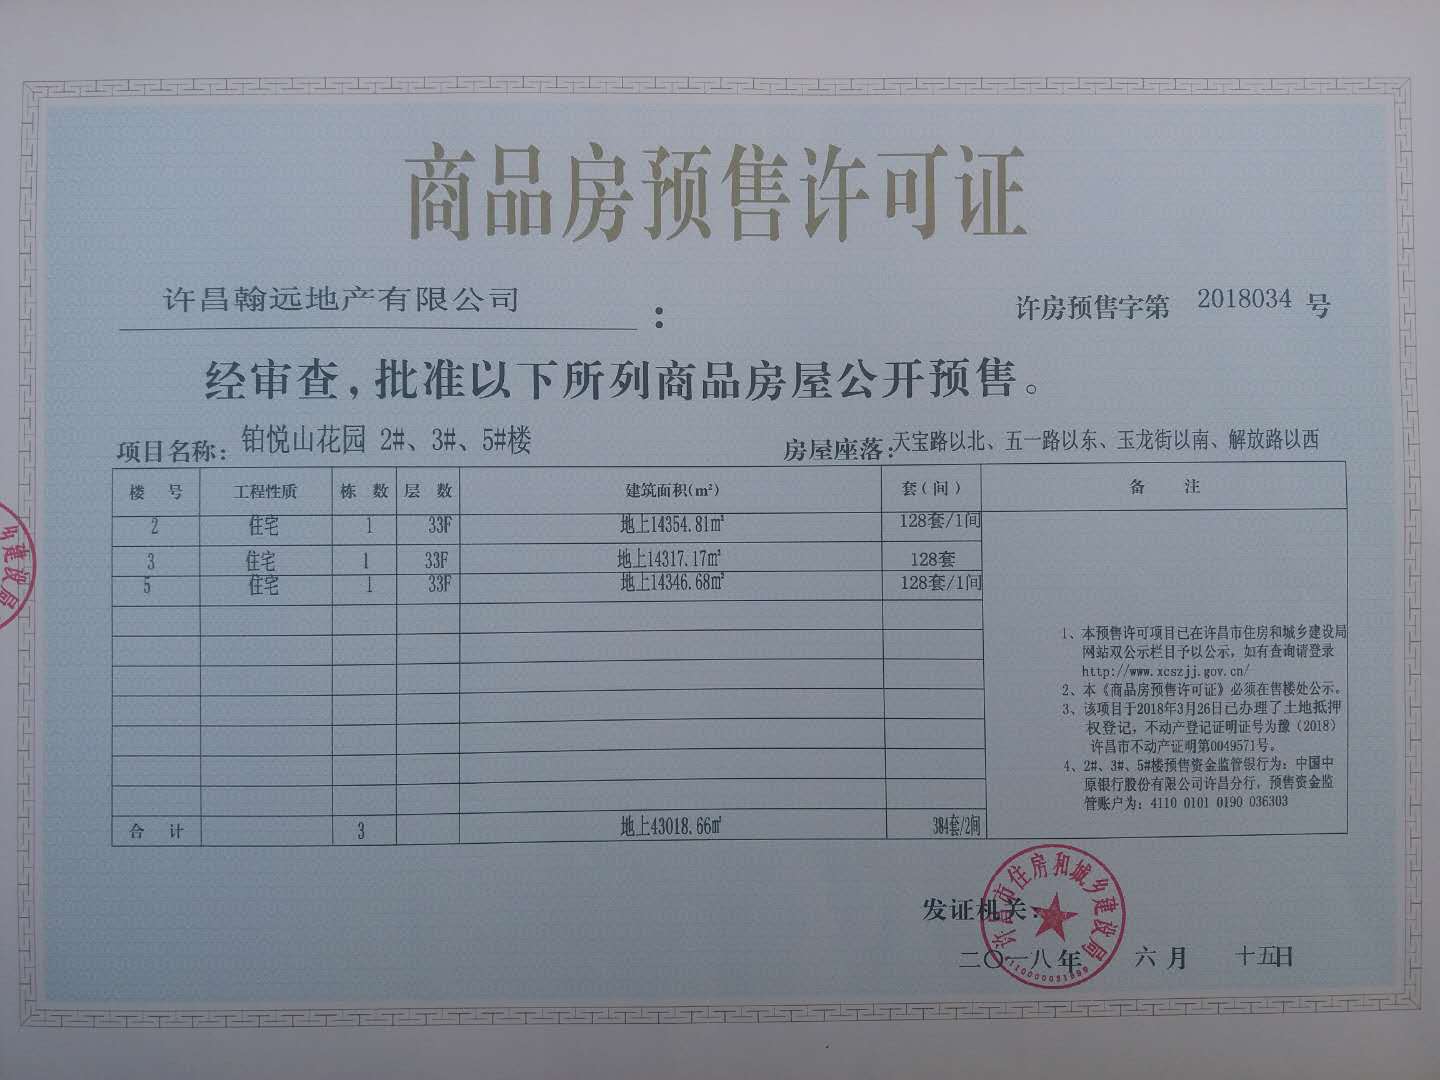 商品房预售许可证
许昌翰远地产有限公司：
许房预售字第 2018034 号
经审查,批准以下所列商品房屋公开预售。
项目名称: 铂悦山花园 2#、3#、5#楼
房屋座落: 天宝路以北、五一路以东、玉龙街以南、解放路以西
楼 号 工程性质 栋 数 层 数 建筑面积(m²) 套(间) 备 注
2 住宅 1 33F 地上14354.81㎡ 128套/1间
3 住宅 1 33F 地上14317.17㎡ 128套
5 住宅 1 33F 地上14346.68㎡ 128套/1间
1、本预售许可项目已在许昌市住房和城乡建设局
网站双公示栏目予以公示，如有查询请登录
http://www.xcszjj.gov.cn/
2、本《商品房预售许可证》必须在售楼处公示。
3、该项目于2018年3月26日已办理了土地抵押
权登记，不动产登记证明证号为豫（2018）
许昌市不动产证明第0049571号。
4、2#、3#、5#楼预售资金监管银行为：中国中
原银行股份有限公司许昌分行，预售资金监
管账户为：4110 0101 0190 036303
合 计 3 地上43018.66㎡ 384套/2间
发证机关:
许昌市住房和城乡建设局
二〇一八年 六月 十五日
乡建设局